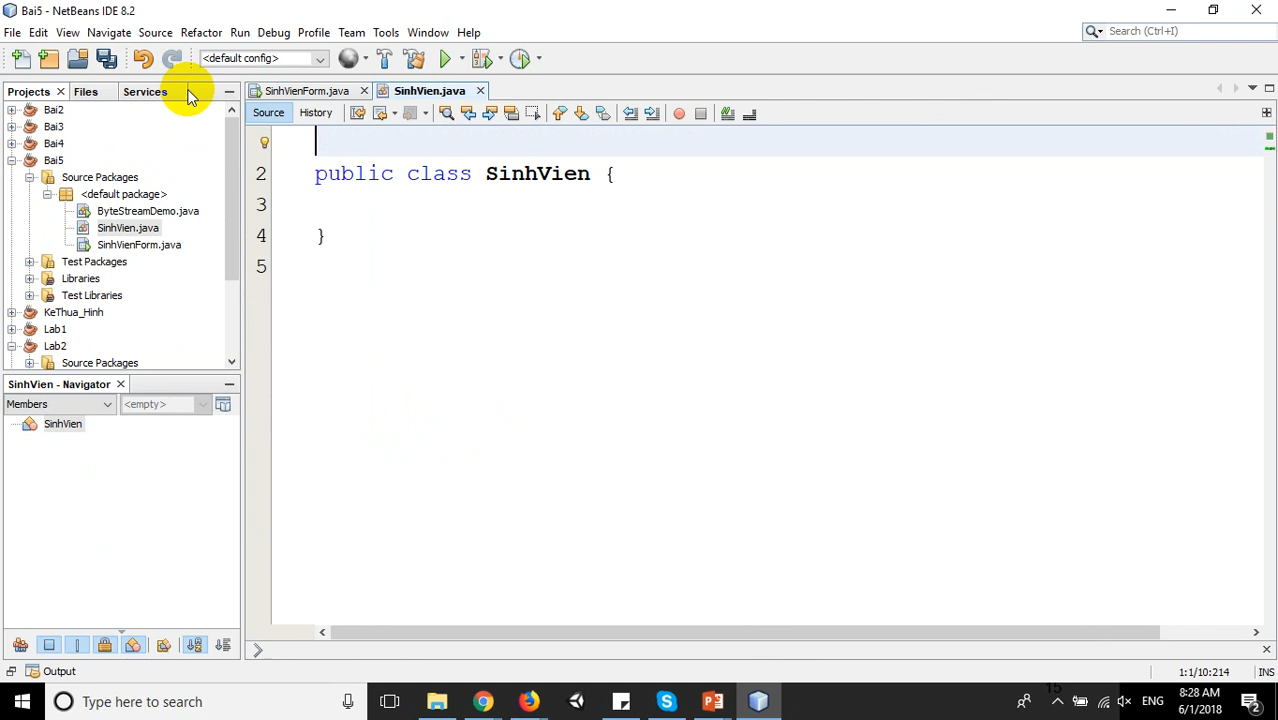 Bai5 - NetBeans IDE 8.2
File Edit View Navigate Source Refactor Run Debug Profile Team Tools Window Help
Search (Ctrl+I)
<default config>
Projects Files Services
SinhVienForm.java SinhVien.java
Source History
Bai2
Bai3
Bai4
Bai5
Source Packages
<default package>
ByteStreamDemo.java
SinhVien.java
SinhVienForm.java
Test Packages
Libraries
Test Libraries
KeThua_Hinh
Lab1
Lab2
Source Packages
2 public class SinhVien {
3
4 }
5
SinhVien - Navigator
Members <empty>
SinhVien
Output
1:1/10:214 INS
Type here to search
15
ENG
8:28 AM
6/1/2018
2